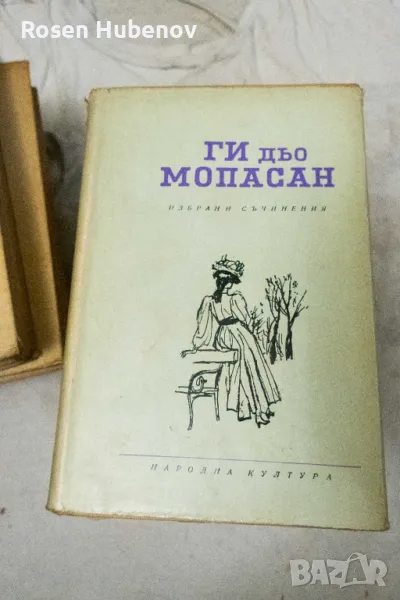 Rosen Hubenov
ГИ дьо
МОПАСАН
ИЗБРАНИ СЪЧИНЕНИЯ
НАРОДНА КУЛТУРА
BAZAR